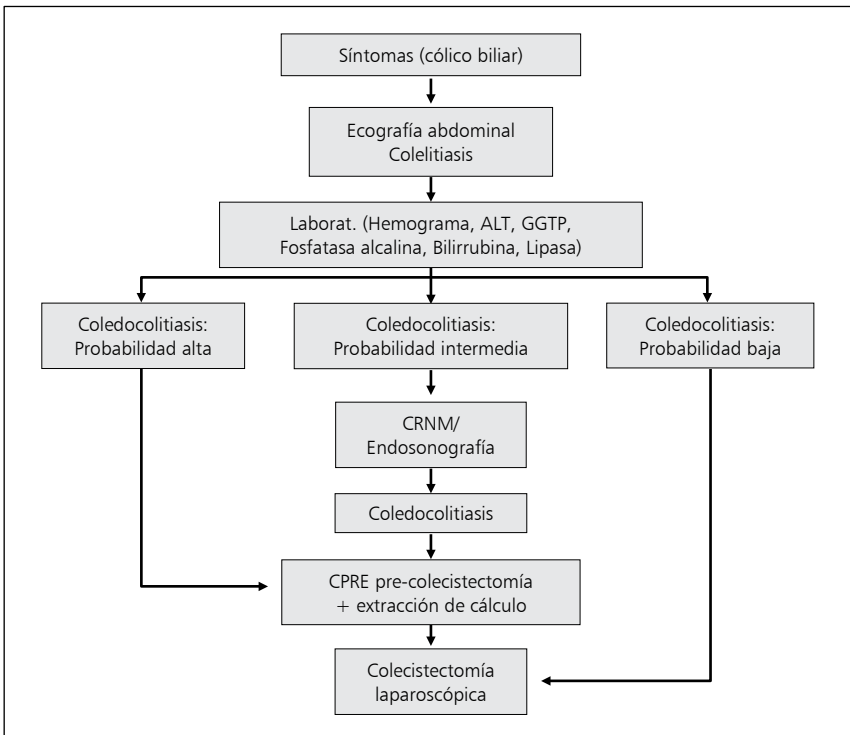 Síntomas (cólico biliar)
Ecografía abdominal
Colelitiasis
Laborat. (Hemograma, ALT, GGTP,
Fosfatasa alcalina, Bilirrubina, Lipasa)
Coledocolitiasis:
Probabilidad alta
Coledocolitiasis:
Probabilidad intermedia
Coledocolitiasis:
Probabilidad baja
CRNM/
Endosonografía
Coledocolitiasis
CPRE pre-colecistectomía
+ extracción de cálculo
Colecistectomía
laparoscópica